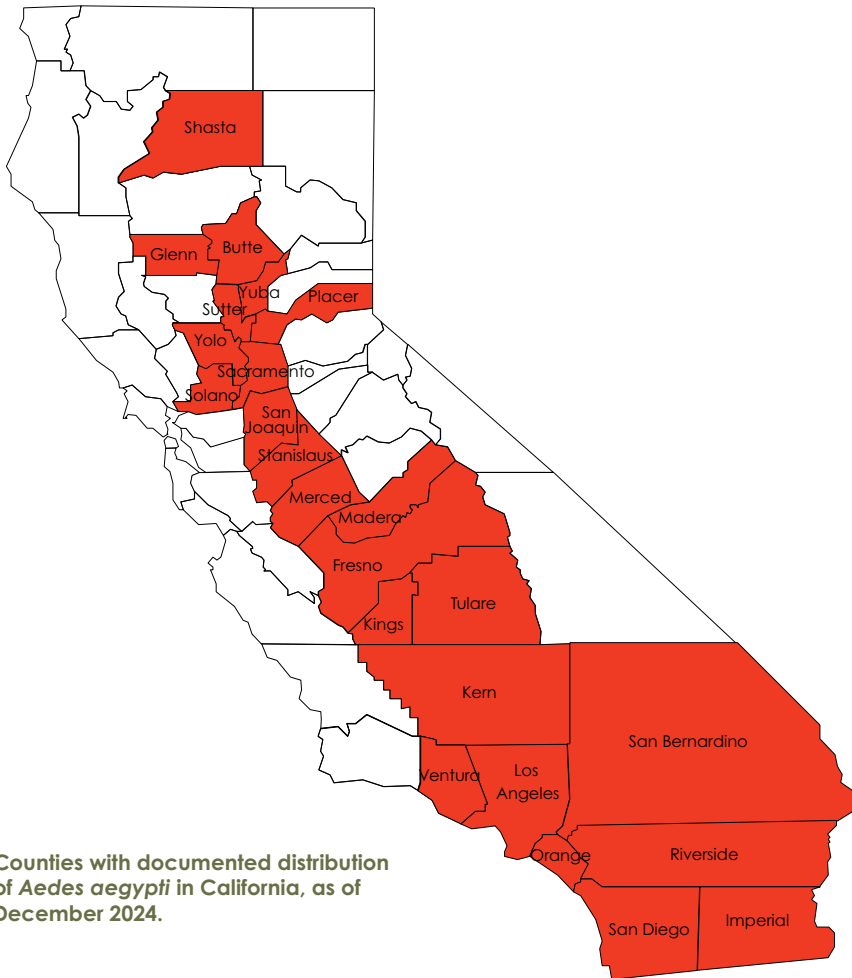 Shasta
Glenn
Butte
Yuba
Sutter
Placer
Yolo
Sacramento
Solano
San
Joaquin
Stanislaus
Merced
Madera
Fresno
Tulare
Kings
Kern
San Bernardino
Ventura
Los
Angeles
Orange
Riverside
San Diego
Imperial
Counties with documented distribution
of Aedes aegypti in California, as of
December 2024.